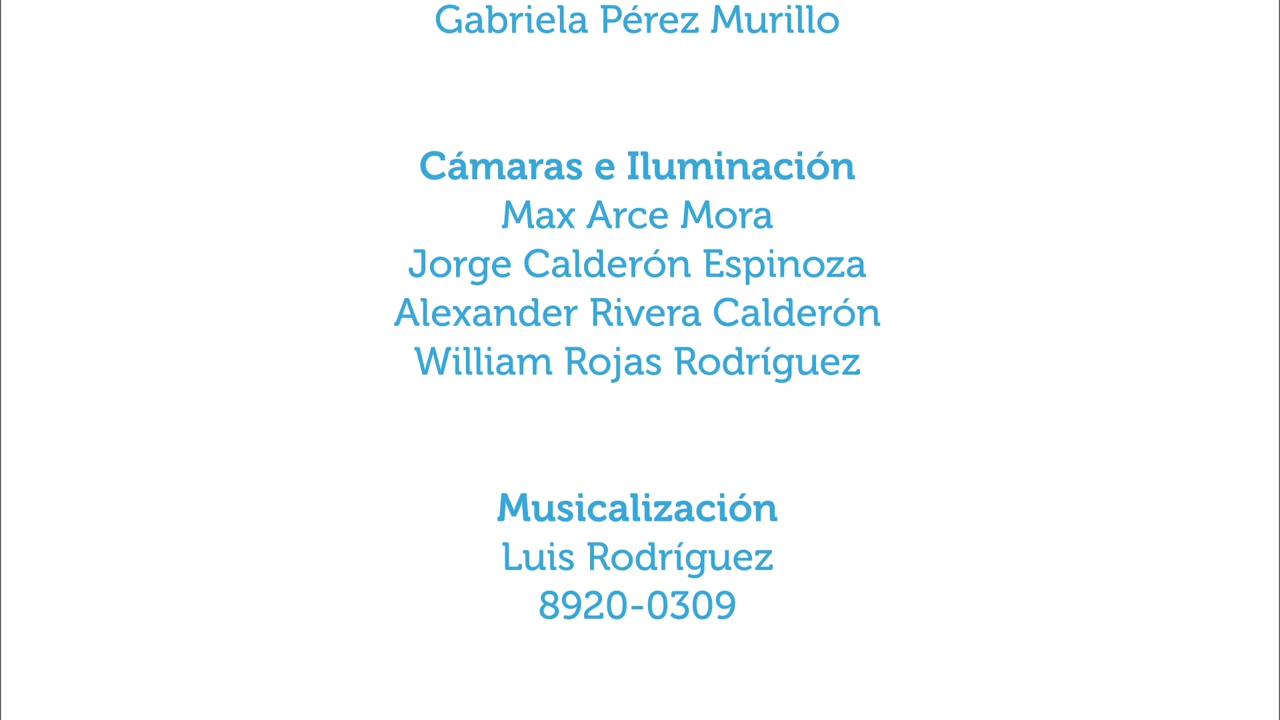 Gabriela Pérez Murillo
Cámaras e Iluminación
Max Arce Mora
Jorge Calderón Espinoza
Alexander Rivera Calderón
William Rojas Rodríguez
Musicalización
Luis Rodríguez
8920-0309